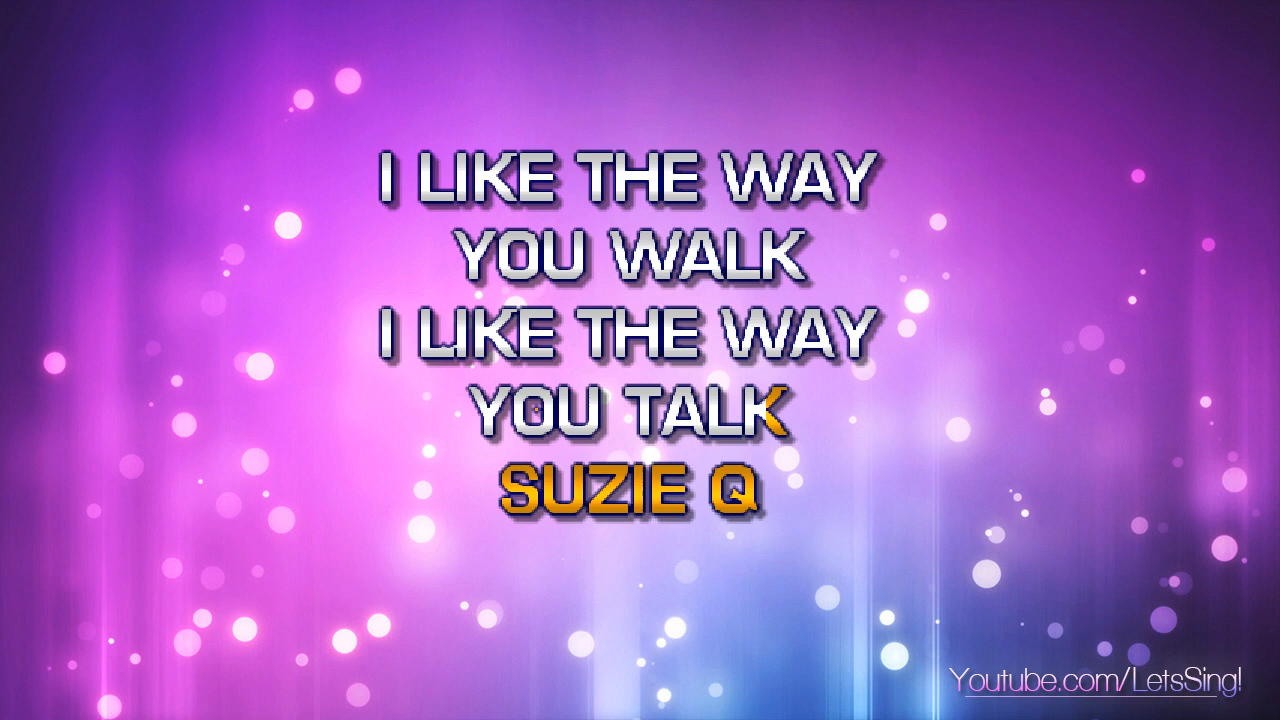 I LIKE THE WAY
YOU WALK
I LIKE THE WAY
YOU TALK
SUZIE Q
Youtube.com/LetsSing!